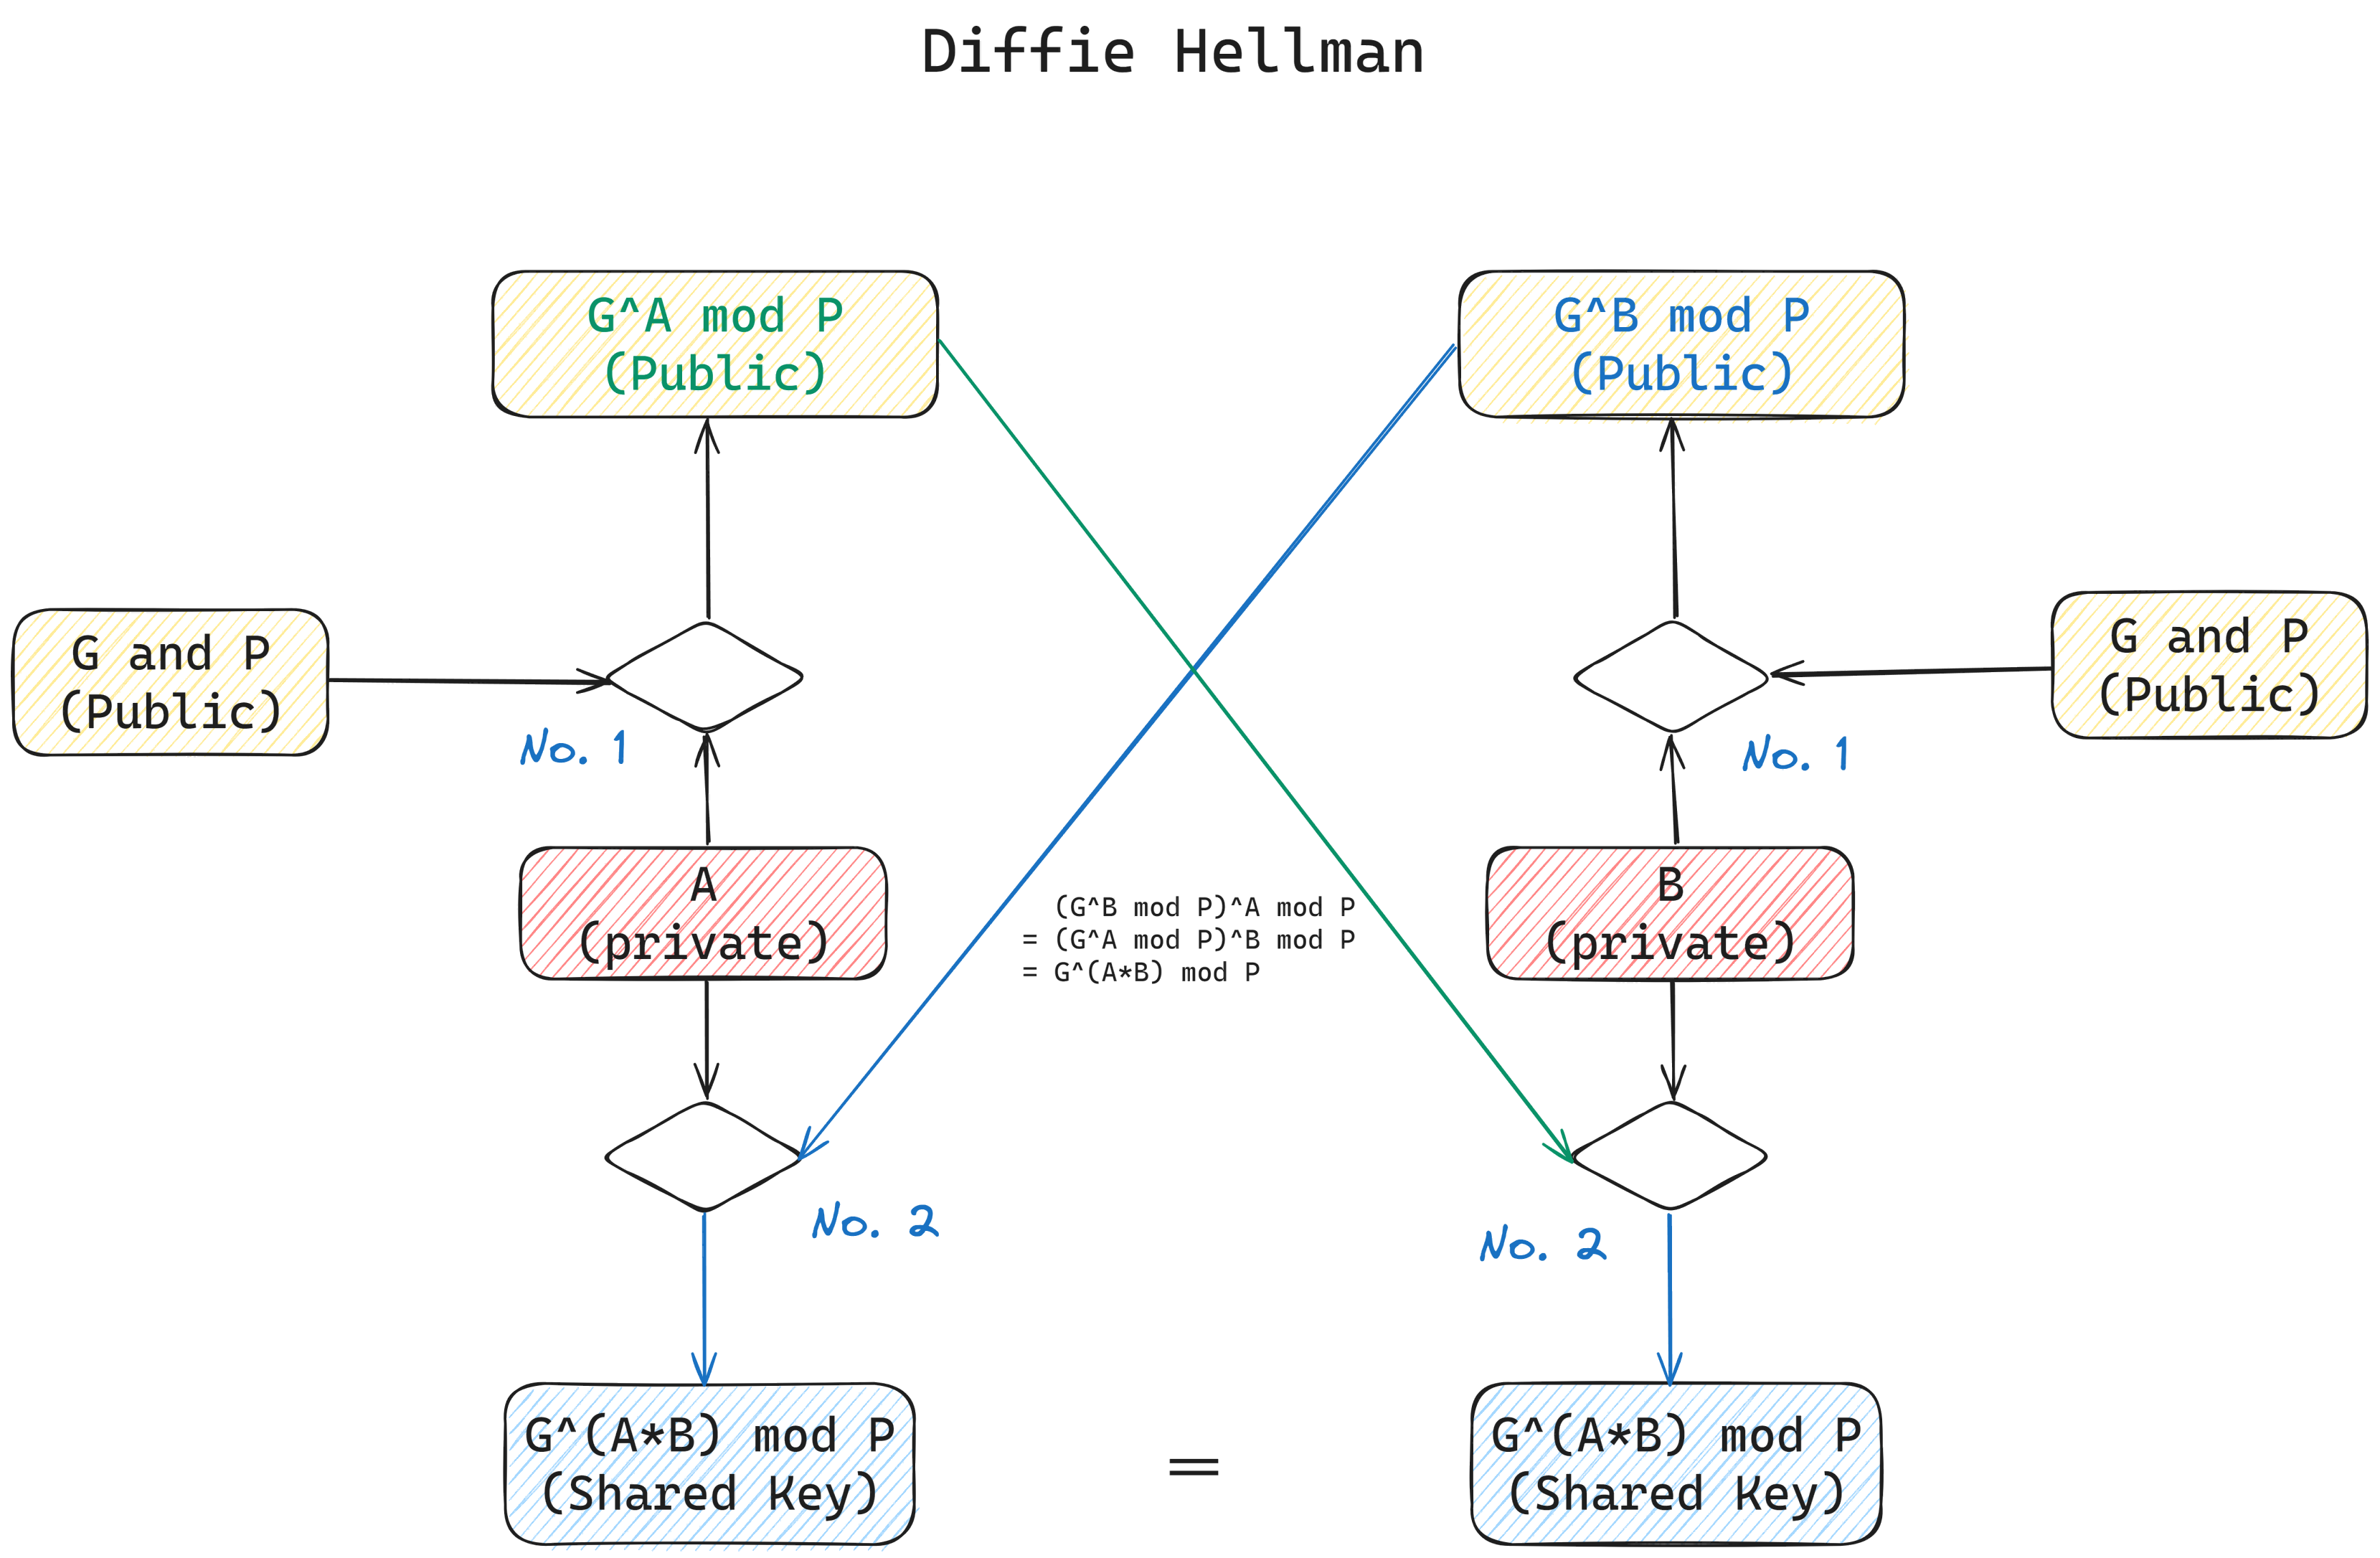 Diffie Hellman
G^A mod P
(Public)
G^B mod P
(Public)
G and P
(Public)
G and P
(Public)
No. 1
No. 1
A
(private)
B
(private)
(G^B mod P)^A mod P
= (G^A mod P)^B mod P
= G^(A*B) mod P
No. 2
No. 2
G^(A*B) mod P
(Shared Key)
=
G^(A*B) mod P
(Shared Key)